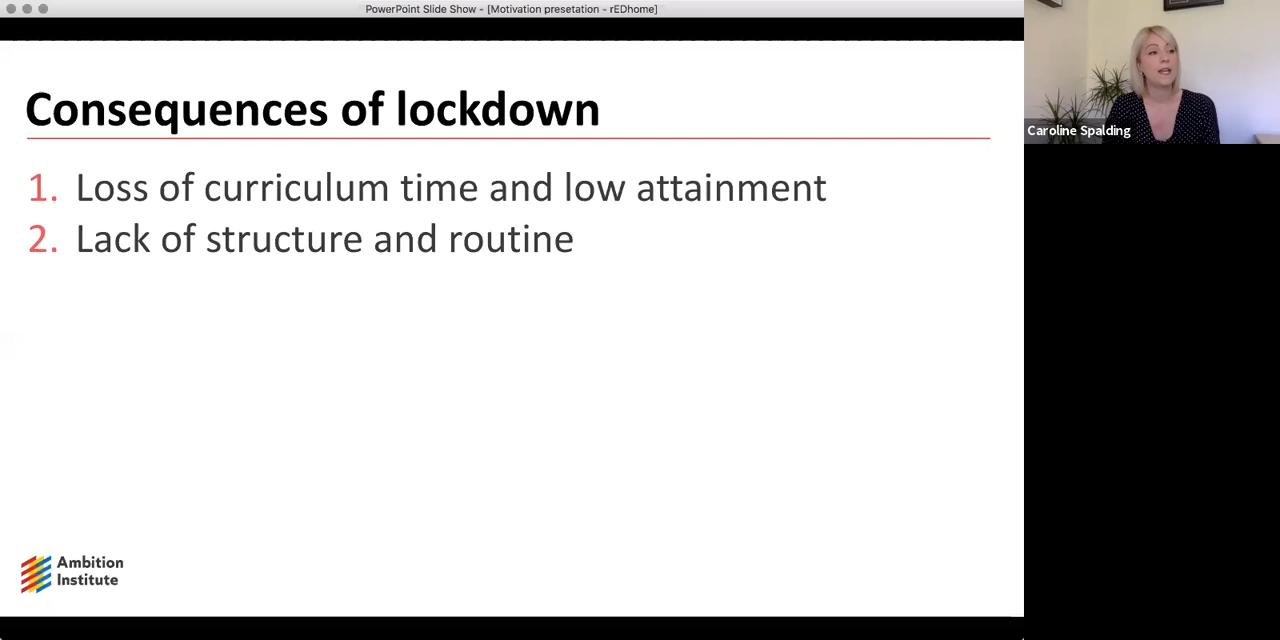 PowerPoint Slide Show - [Motivation presetation - rEDhome]
Consequences of lockdown
1. Loss of curriculum time and low attainment
2. Lack of structure and routine
Caroline Spalding
Ambition
Institute